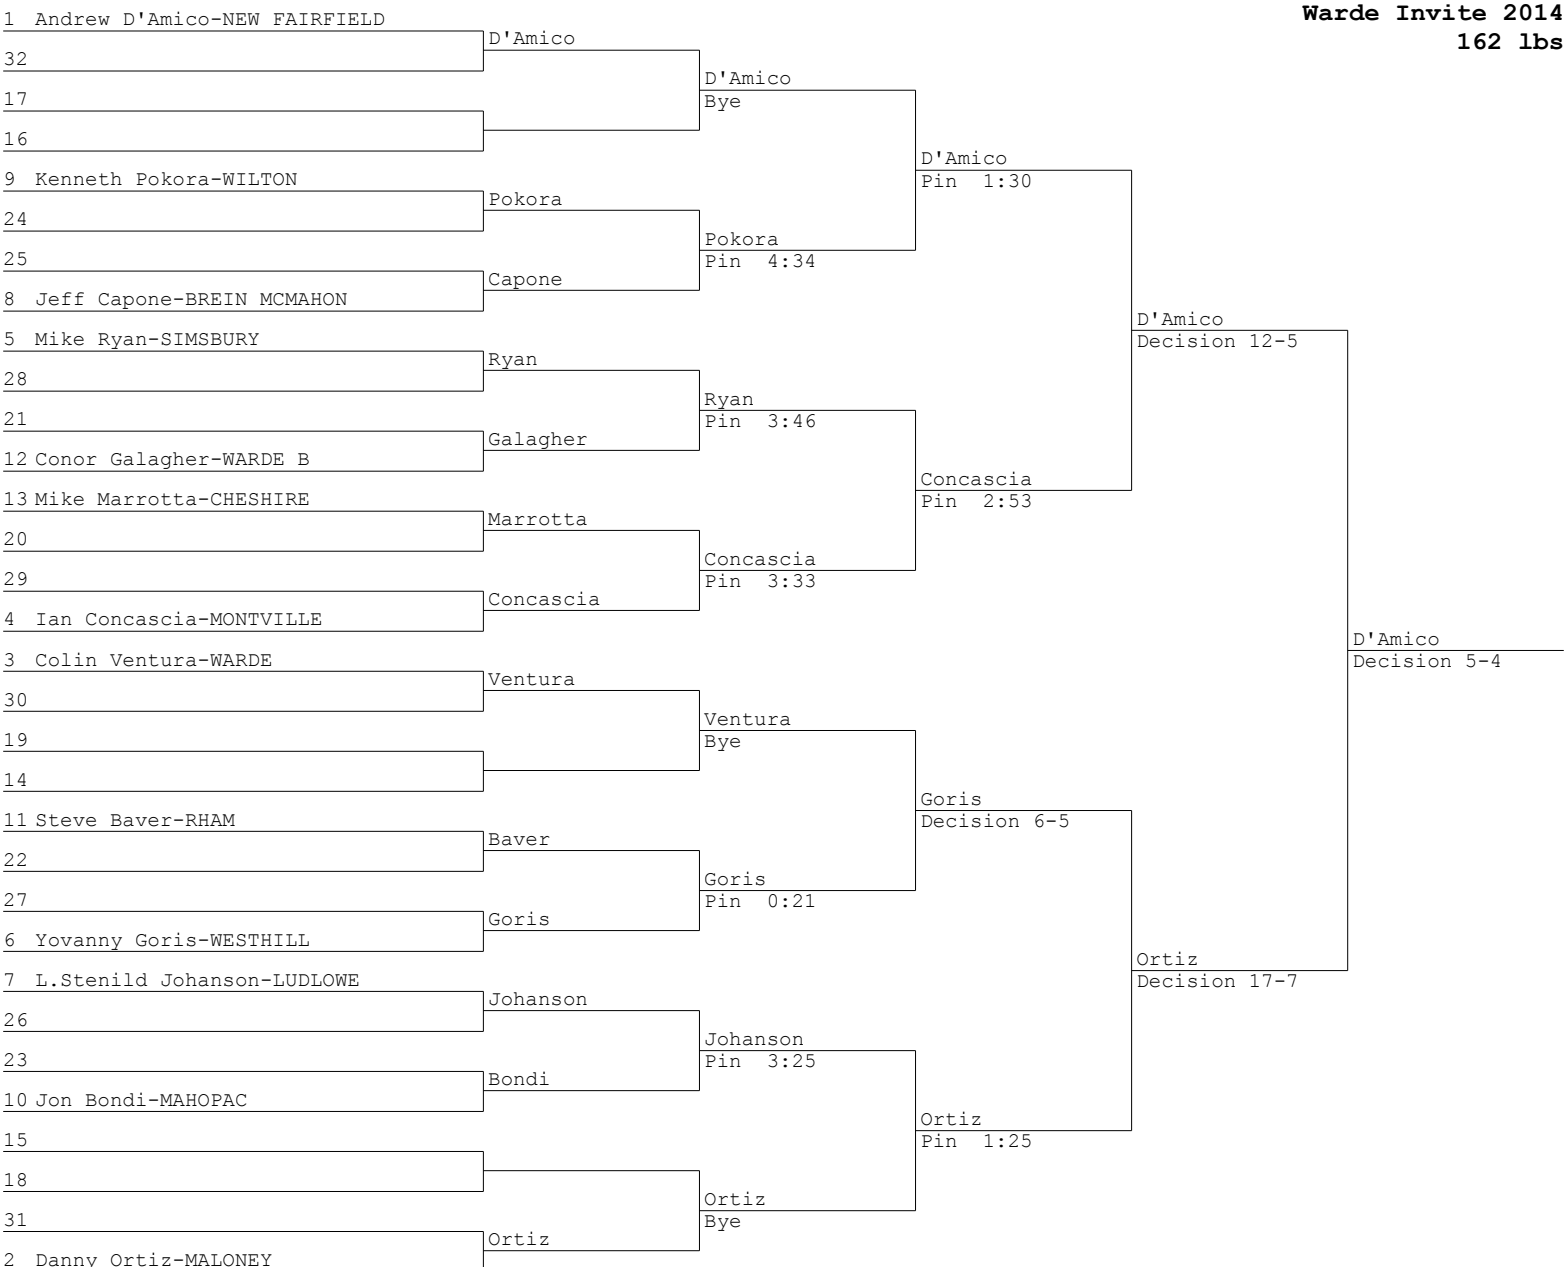 Warde Invite 2014
162 lbs
1 Andrew D'Amico-NEW FAIRFIELD
D'Amico
32
D'Amico
Bye
17
16
D'Amico
Pin 1:30
9 Kenneth Pokora-WILTON
Pokora
24
Pokora
Pin 4:34
25
Capone
8 Jeff Capone-BREIN MCMAHON
D'Amico
Decision 12-5
5 Mike Ryan-SIMSBURY
Ryan
28
Ryan
Pin 3:46
21
Galagher
12 Conor Galagher-WARDE B
Concascia
Pin 2:53
13 Mike Marrotta-CHESHIRE
Marrotta
20
Concascia
Pin 3:33
29
Concascia
4 Ian Concascia-MONTVILLE
D'Amico
Decision 5-4
3 Colin Ventura-WARDE
Ventura
30
Ventura
Bye
19
14
Goris
Decision 6-5
11 Steve Baver-RHAM
Baver
22
Goris
Pin 0:21
27
Goris
6 Yovanny Goris-WESTHILL
Ortiz
Decision 17-7
7 L.Stenild Johanson-LUDLOWE
Johanson
26
Johanson
Pin 3:25
23
Bondi
10 Jon Bondi-MAHOPAC
Ortiz
Pin 1:25
15
18
Ortiz
Bye
31
Ortiz
2 Danny Ortiz-MALONEY